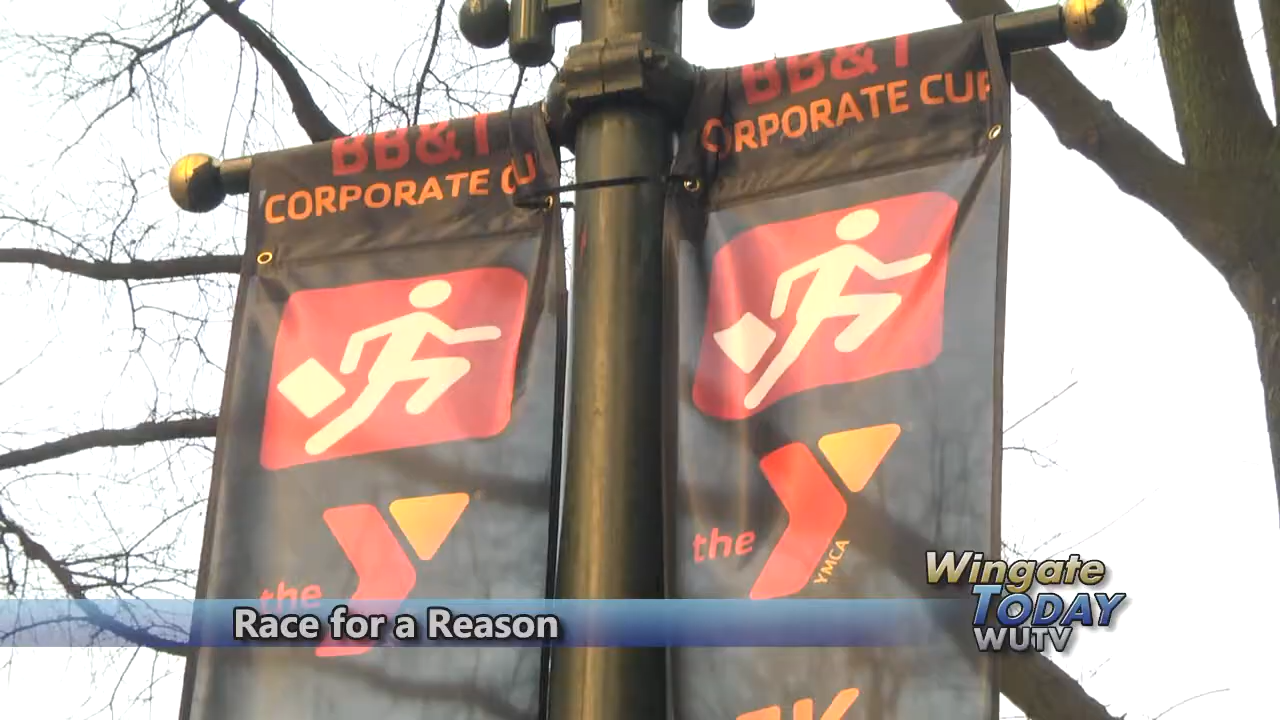 BB&T
CORPORATE CU
the
BB&T
CORPORATE CUP
the
YMCA
K
Race for a Reason
Wingate
TODAY
WUTV